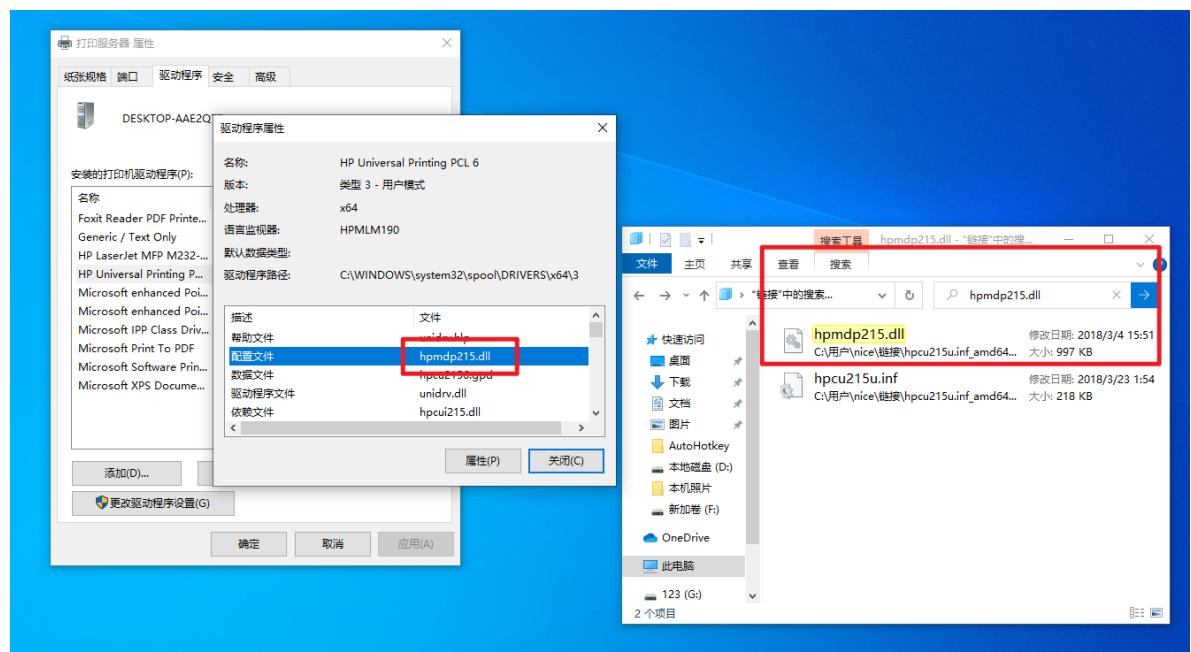 打印服务器 属性
纸张规格 端口 驱动程序 安全 高级
DESKTOP-AAE2Q
安装的打印机驱动程序(P):
名称
Foxit Reader PDF Printe...
Generic / Text Only
HP LaserJet MFP M232-...
HP Universal Printing P...
Microsoft enhanced Poi...
Microsoft enhanced Poi...
Microsoft IPP Class Driv...
Microsoft Print To PDF
Microsoft Software Prin...
Microsoft XPS Docume...
添加(D)...
更改驱动程序设置(G)
确定 取消 应用(A)
驱动程序属性
名称: HP Universal Printing PCL 6
版本: 类型 3 - 用户模式
处理器: x64
语言监视器: HPMLM190
默认数据类型:
驱动程序路径: C:\WINDOWS\system32\spool\DRIVERS\x64\3
描述 文件
帮助文件 unidrv.hlp
配置文件 hpmdp215.dll
数据文件 hpcu2156.gpd
驱动程序文件 unidrv.dll
依赖文件 hpcui215.dll
属性(P) 关闭(C)
搜索工具 hpmdp215.dll - "链接"中的搜...
文件 主页 共享 查看 搜索
"链接"中的搜索... hpmdp215.dll
快速访问
桌面
下载
文档
图片
AutoHotkey
本地磁盘 (D:)
本机照片
新加卷 (F:)
OneDrive
此电脑
123 (G:)
hpmdp215.dll 修改日期: 2018/3/4 15:51
C:\用户\nice\链接\hpcu215u.inf_amd64... 大小: 997 KB
hpcu215u.inf 修改日期: 2018/3/23 1:54
C:\用户\nice\链接\hpcu215u.inf_amd64... 大小: 218 KB
2 个项目